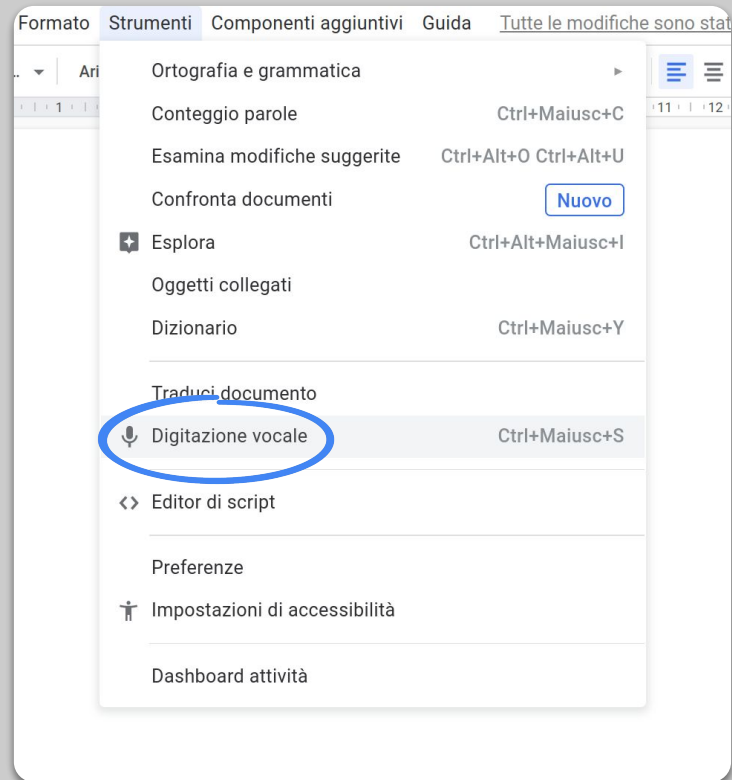 Formato Strumenti Componenti aggiuntivi Guida Tutte le modifiche sono stat
.. Ari
1 11 12
Ortografia e grammatica
Conteggio parole Ctrl+Maiusc+C
Esamina modifiche suggerite Ctrl+Alt+O Ctrl+Alt+U
Confronta documenti Nuovo
Esplora Ctrl+Alt+Maiusc+I
Oggetti collegati
Dizionario Ctrl+Maiusc+Y
Traduci documento
Digitazione vocale Ctrl+Maiusc+S
Editor di script
Preferenze
Impostazioni di accessibilità
Dashboard attività